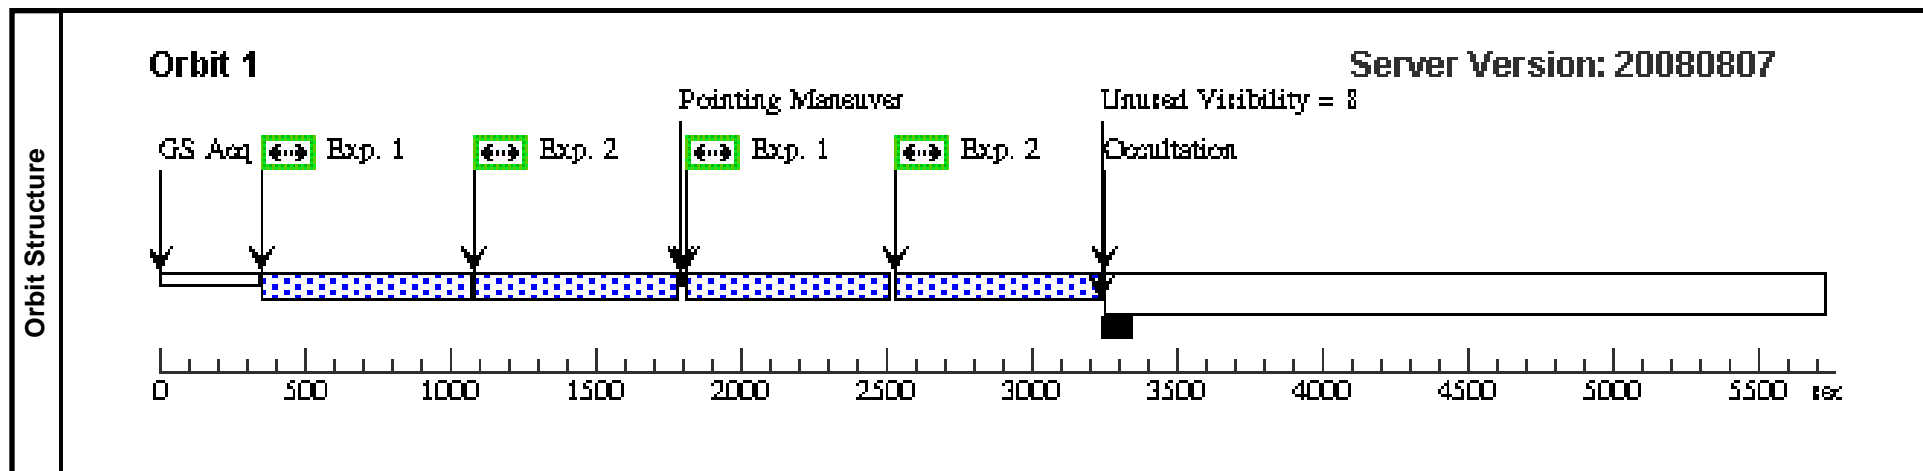 Orbit Structure
Orbit 1
Server Version: 20080807
Pointing Maneuver
Unused Visibility = 8
GS Acq
Exp. 1
Exp. 2
Exp. 1
Exp. 2
Occultation
0
500
1000
1500
2000
2500
3000
3500
4000
4500
5000
5500
sec